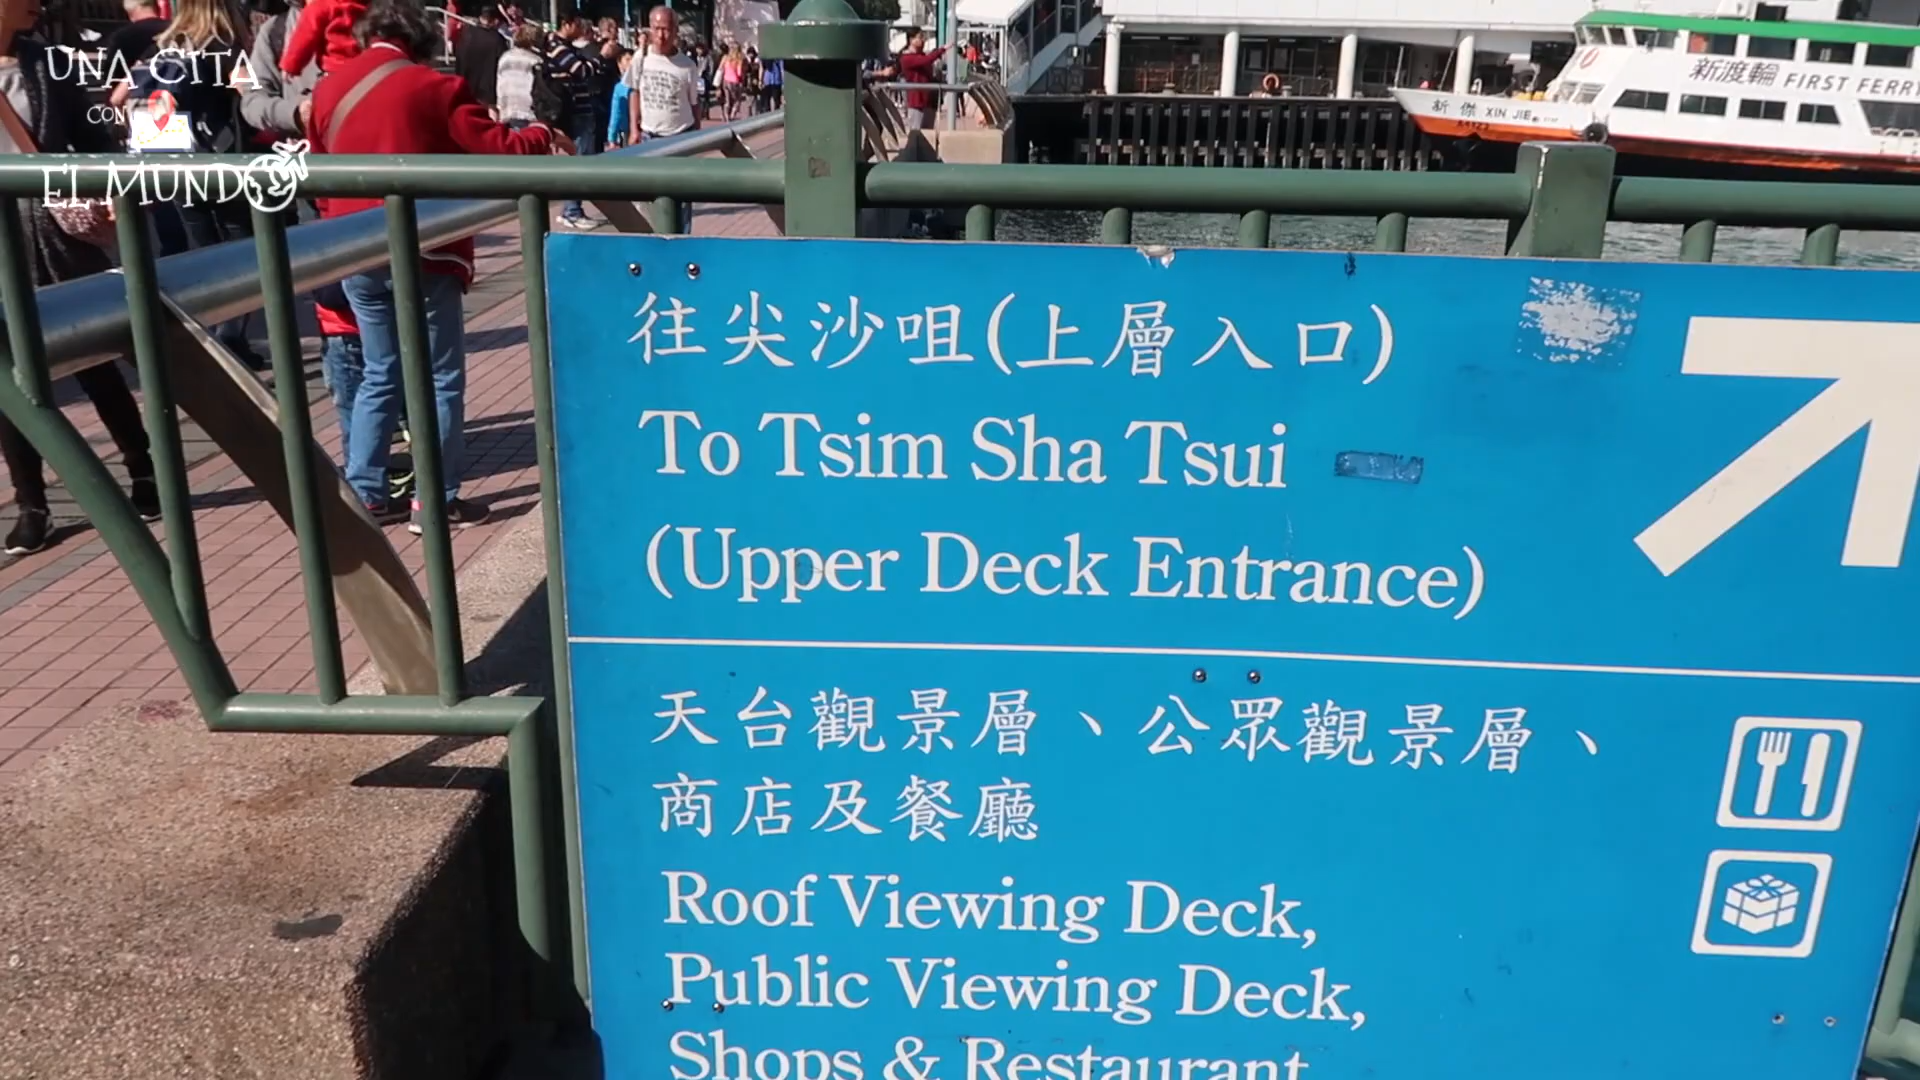 UNA CITA
CON
EL MUNDO
新渡輪 FIRST FERRY
新傑 XIN JIE
往尖沙咀(上層入口)
To Tsim Sha Tsui
(Upper Deck Entrance)
天台觀景層、公眾觀景層、
商店及餐廳
Roof Viewing Deck,
Public Viewing Deck,
Shops & Restaurant